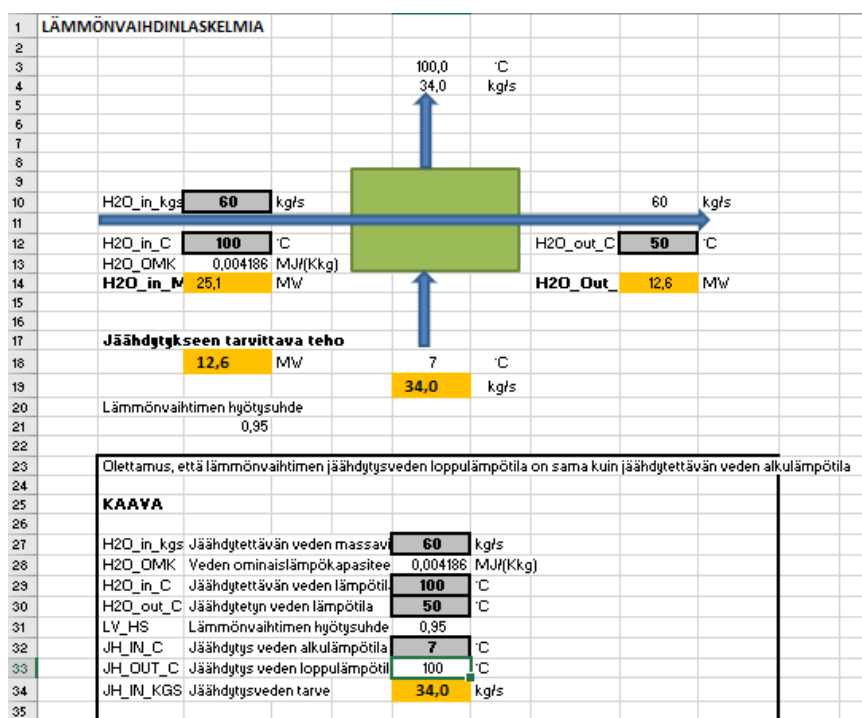 1 LÄMMÖNVAIHDINLASKELMIA
2
3 100,0 °C
4 34,0 kg/s
5
6
7
8
9
10 H2O_in_kgs 60 kg/s 60 kg/s
11
12 H2O_in_C 100 °C H2O_out_C 50 °C
13 H2O_OMK 0,004186 MJ/(Kkg)
14 H2O_in_M 25,1 MW H2O_Out_ 12,6 MW
15
16
17 Jäähdytykseen tarvittava teho
18 12,6 MW 7 °C
19 34,0 kg/s
20 Lämmönvaihtimen hyötysuhde
21 0,95
22
23 Olettamus, että lämmönvaihtimen jäähdytysveden loppulämpötila on sama kuin jäähdytettävän veden alkulämpötila
24
25 KAAVA
26
27 H2O_in_kgs Jäähdytettävän veden massavi 60 kg/s
28 H2O_OMK Veden ominaislämpökapasitee 0,004186 MJ/(Kkg)
29 H2O_in_C Jäähdytettävän veden lämpötil 100 °C
30 H2O_out_C Jäähdytetyn veden lämpötila 50 °C
31 LV_HS Lämmönvaihtimen hyötysuhde 0,95
32 JH_IN_C Jäähdytys veden alkulämpötila 7 °C
33 JH_OUT_C Jäähdytys veden loppulämpötil 100 °C
34 JH_IN_KGS Jäähdytysveden tarve 34,0 kg/s
35